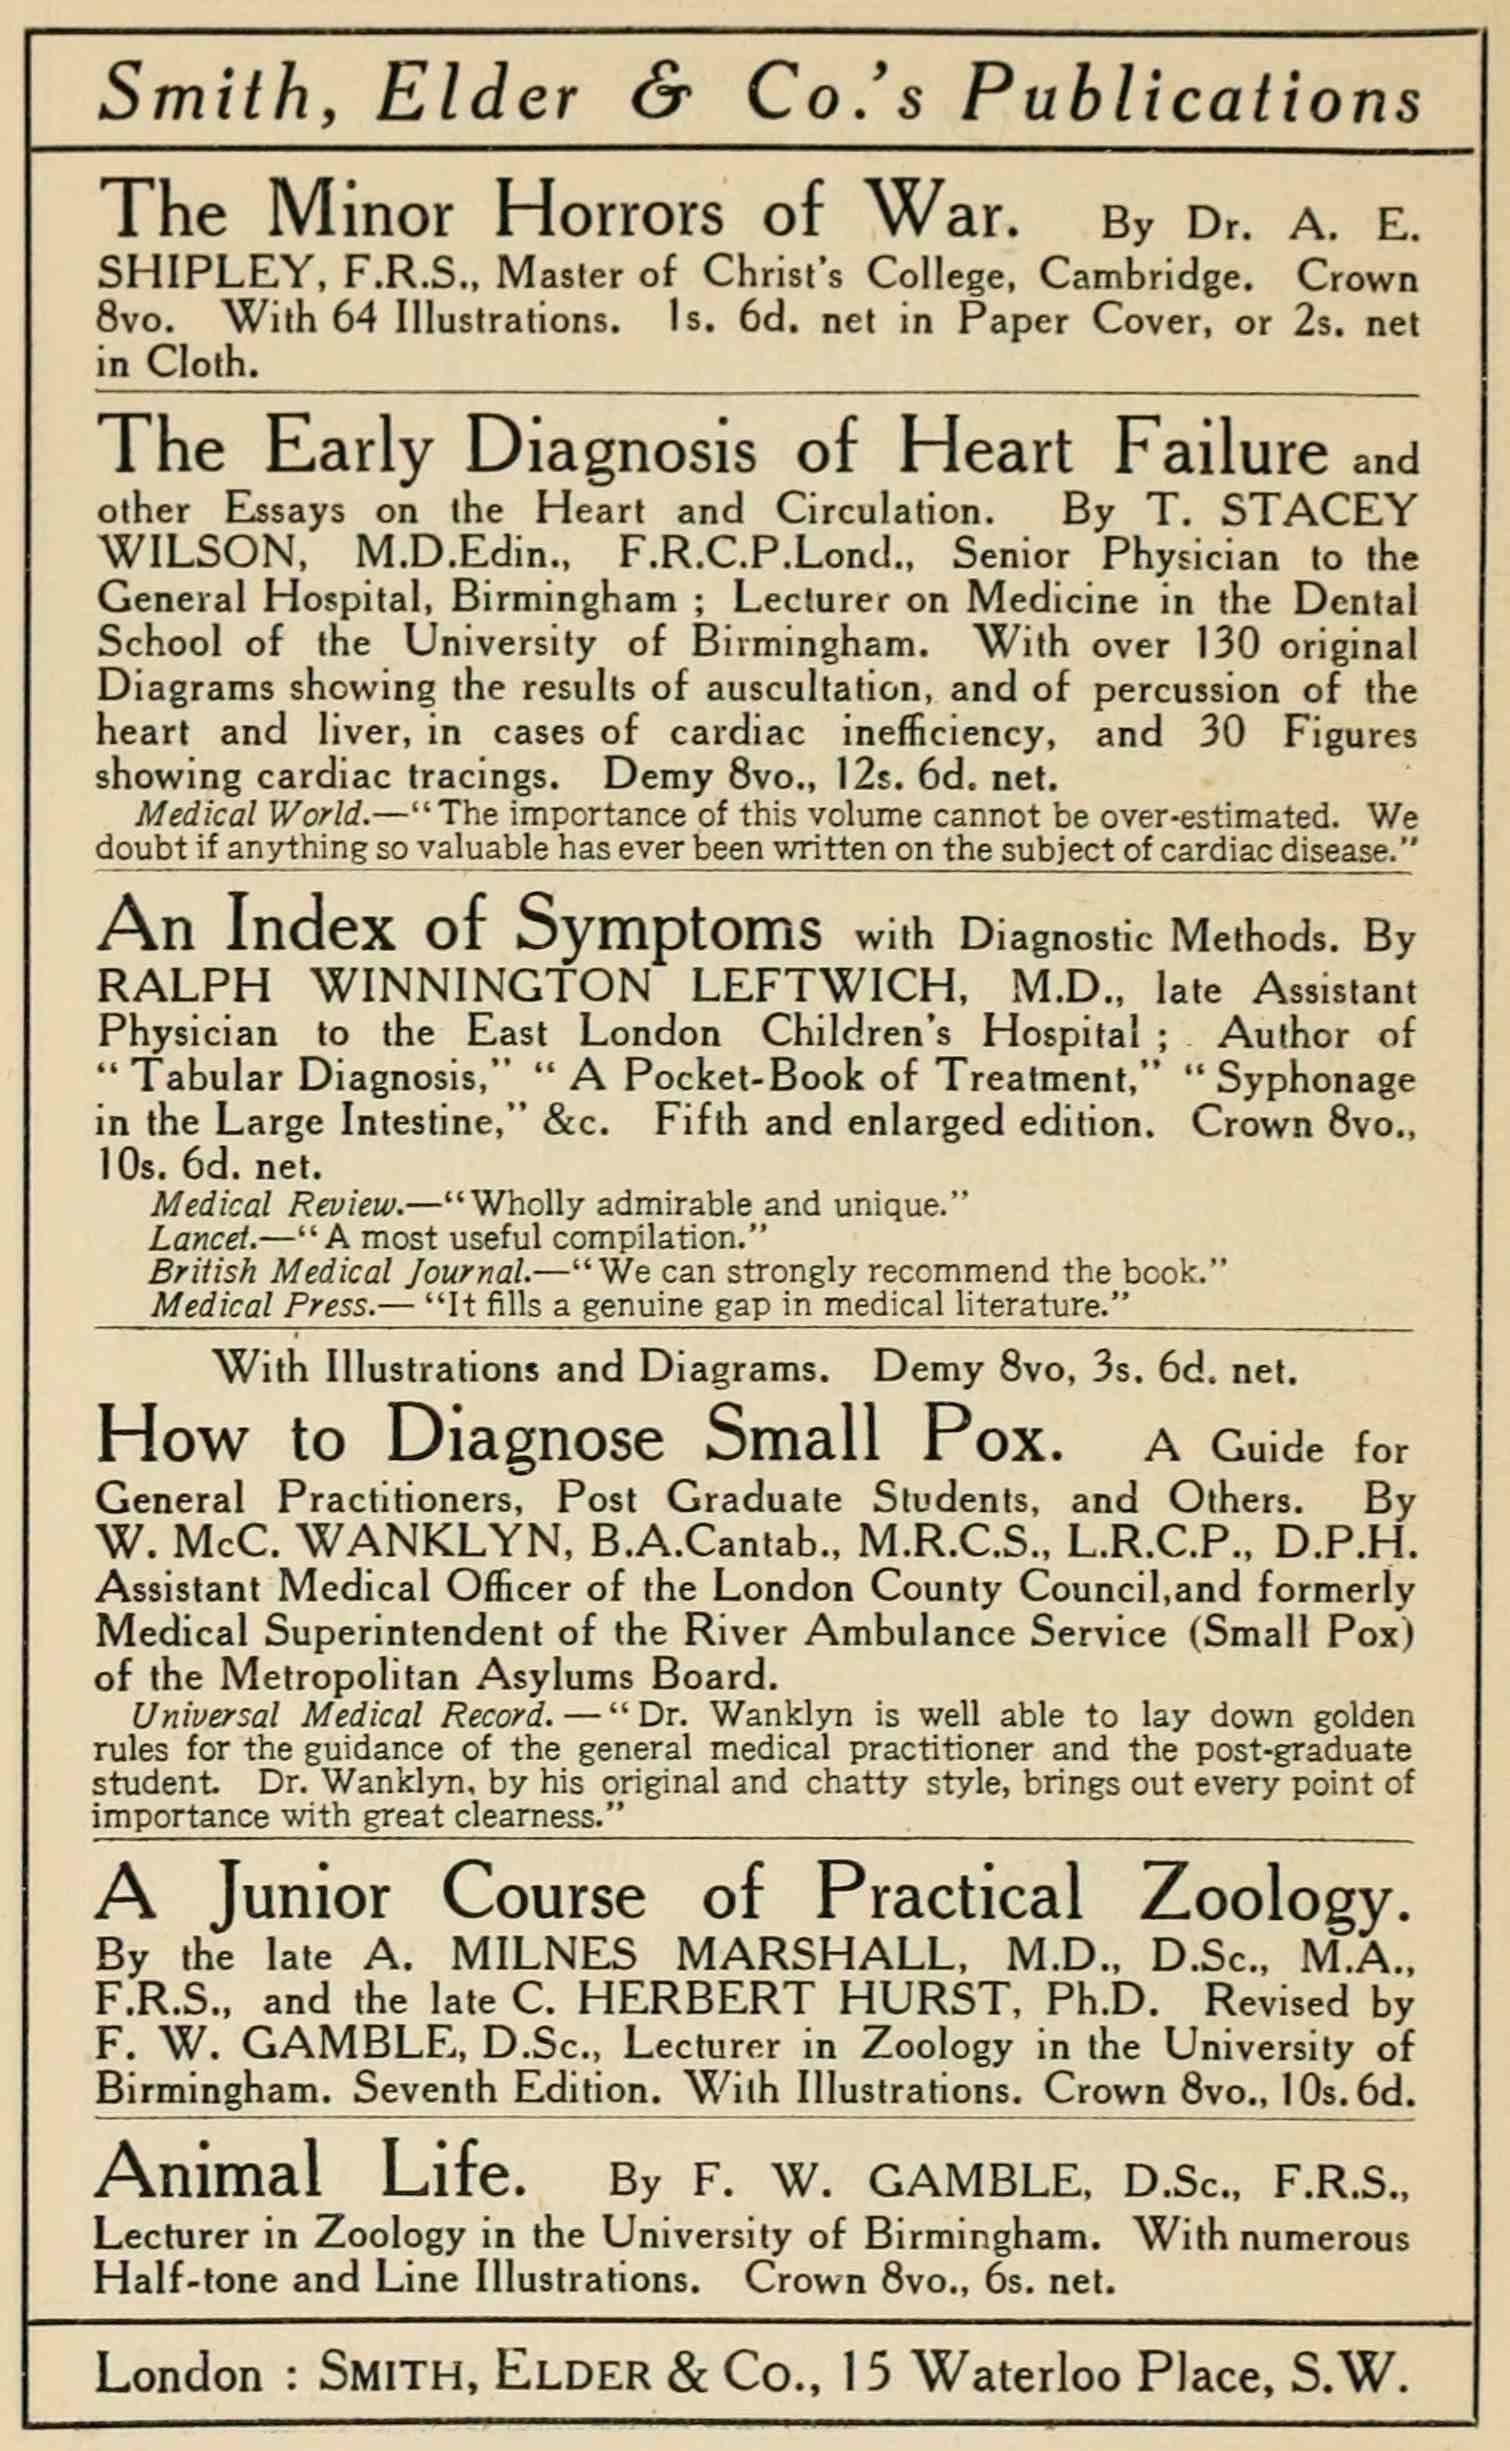 Smith, Elder & Co.'s Publications
The Minor Horrors of War. By Dr. A. E.
SHIPLEY, F.R.S., Master of Christ's College, Cambridge. Crown
8vo. With 64 Illustrations. 1s. 6d. net in Paper Cover, or 2s. net
in Cloth.
The Early Diagnosis of Heart Failure and
other Essays on the Heart and Circulation. By T. STACEY
WILSON, M.D.Edin., F.R.C.P.Lond., Senior Physician to the
General Hospital, Birmingham ; Lecturer on Medicine in the Dental
School of the University of Birmingham. With over 130 original
Diagrams showing the results of auscultation, and of percussion of the
heart and liver, in cases of cardiac inefficiency, and 30 Figures
showing cardiac tracings. Demy 8vo., 12s. 6d. net.
Medical World.—"The importance of this volume cannot be over-estimated. We
doubt if anything so valuable has ever been written on the subject of cardiac disease."
An Index of Symptoms with Diagnostic Methods. By
RALPH WINNINGTON LEFTWICH, M.D., late Assistant
Physician to the East London Children's Hospital ; Author of
"Tabular Diagnosis," "A Pocket-Book of Treatment," "Syphonage
in the Large Intestine," &c. Fifth and enlarged edition. Crown 8vo.,
10s. 6d. net.
Medical Review.—"Wholly admirable and unique."
Lancet.—"A most useful compilation."
British Medical Journal.—"We can strongly recommend the book."
Medical Press.— "It fills a genuine gap in medical literature."
With Illustrations and Diagrams. Demy 8vo, 3s. 6d. net.
How to Diagnose Small Pox. A Guide for
General Practitioners, Post Graduate Students, and Others. By
W. McC. WANKLYN, B.A.Cantab., M.R.C.S., L.R.C.P., D.P.H.
Assistant Medical Officer of the London County Council,and formerly
Medical Superintendent of the River Ambulance Service (Small Pox)
of the Metropolitan Asylums Board.
Universal Medical Record. — "Dr. Wanklyn is well able to lay down golden
rules for the guidance of the general medical practitioner and the post-graduate
student. Dr. Wanklyn, by his original and chatty style, brings out every point of
importance with great clearness."
A Junior Course of Practical Zoology.
By the late A. MILNES MARSHALL, M.D., D.Sc., M.A.,
F.R.S., and the late C. HERBERT HURST, Ph.D. Revised by
F. W. GAMBLE, D.Sc., Lecturer in Zoology in the University of
Birmingham. Seventh Edition. With Illustrations. Crown 8vo., 10s. 6d.
Animal Life. By F. W. GAMBLE, D.Sc., F.R.S.,
Lecturer in Zoology in the University of Birmingham. With numerous
Half-tone and Line Illustrations. Crown 8vo., 6s. net.
London : SMITH, ELDER & Co., 15 Waterloo Place, S.W.